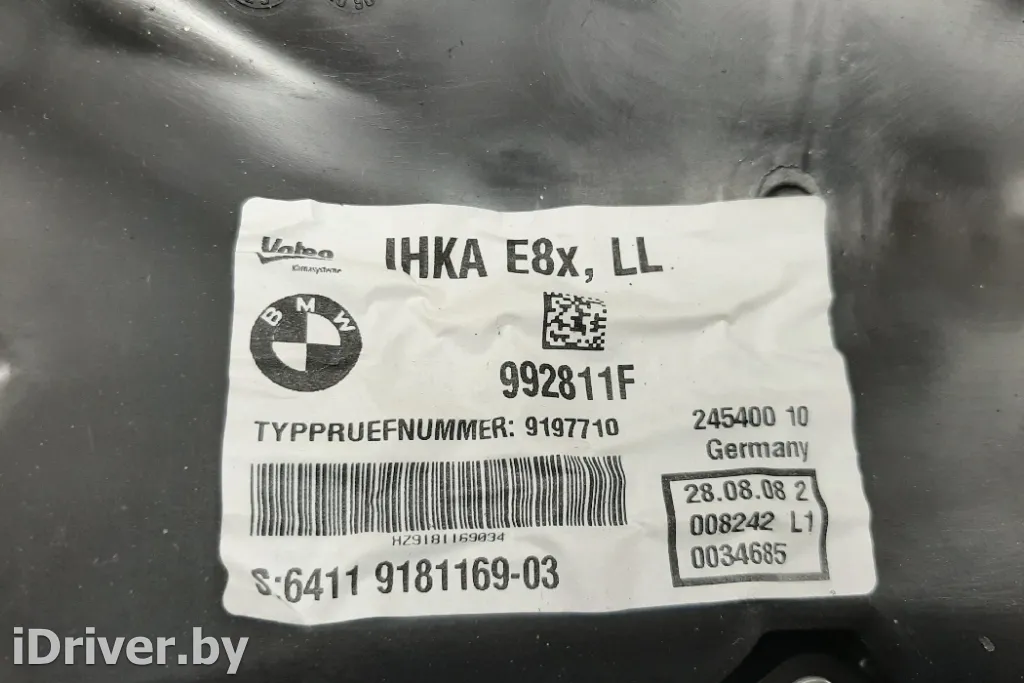 Valeo
Klimasysteme
IHKA E8x, LL
BMW
992811F
TYPPRUEFNUMMER: 9197710
245400 10
Germany
28.08.08 2
008242 L1
0034685
HZ9181169034
S:6411 9181169-03
iDriver.by